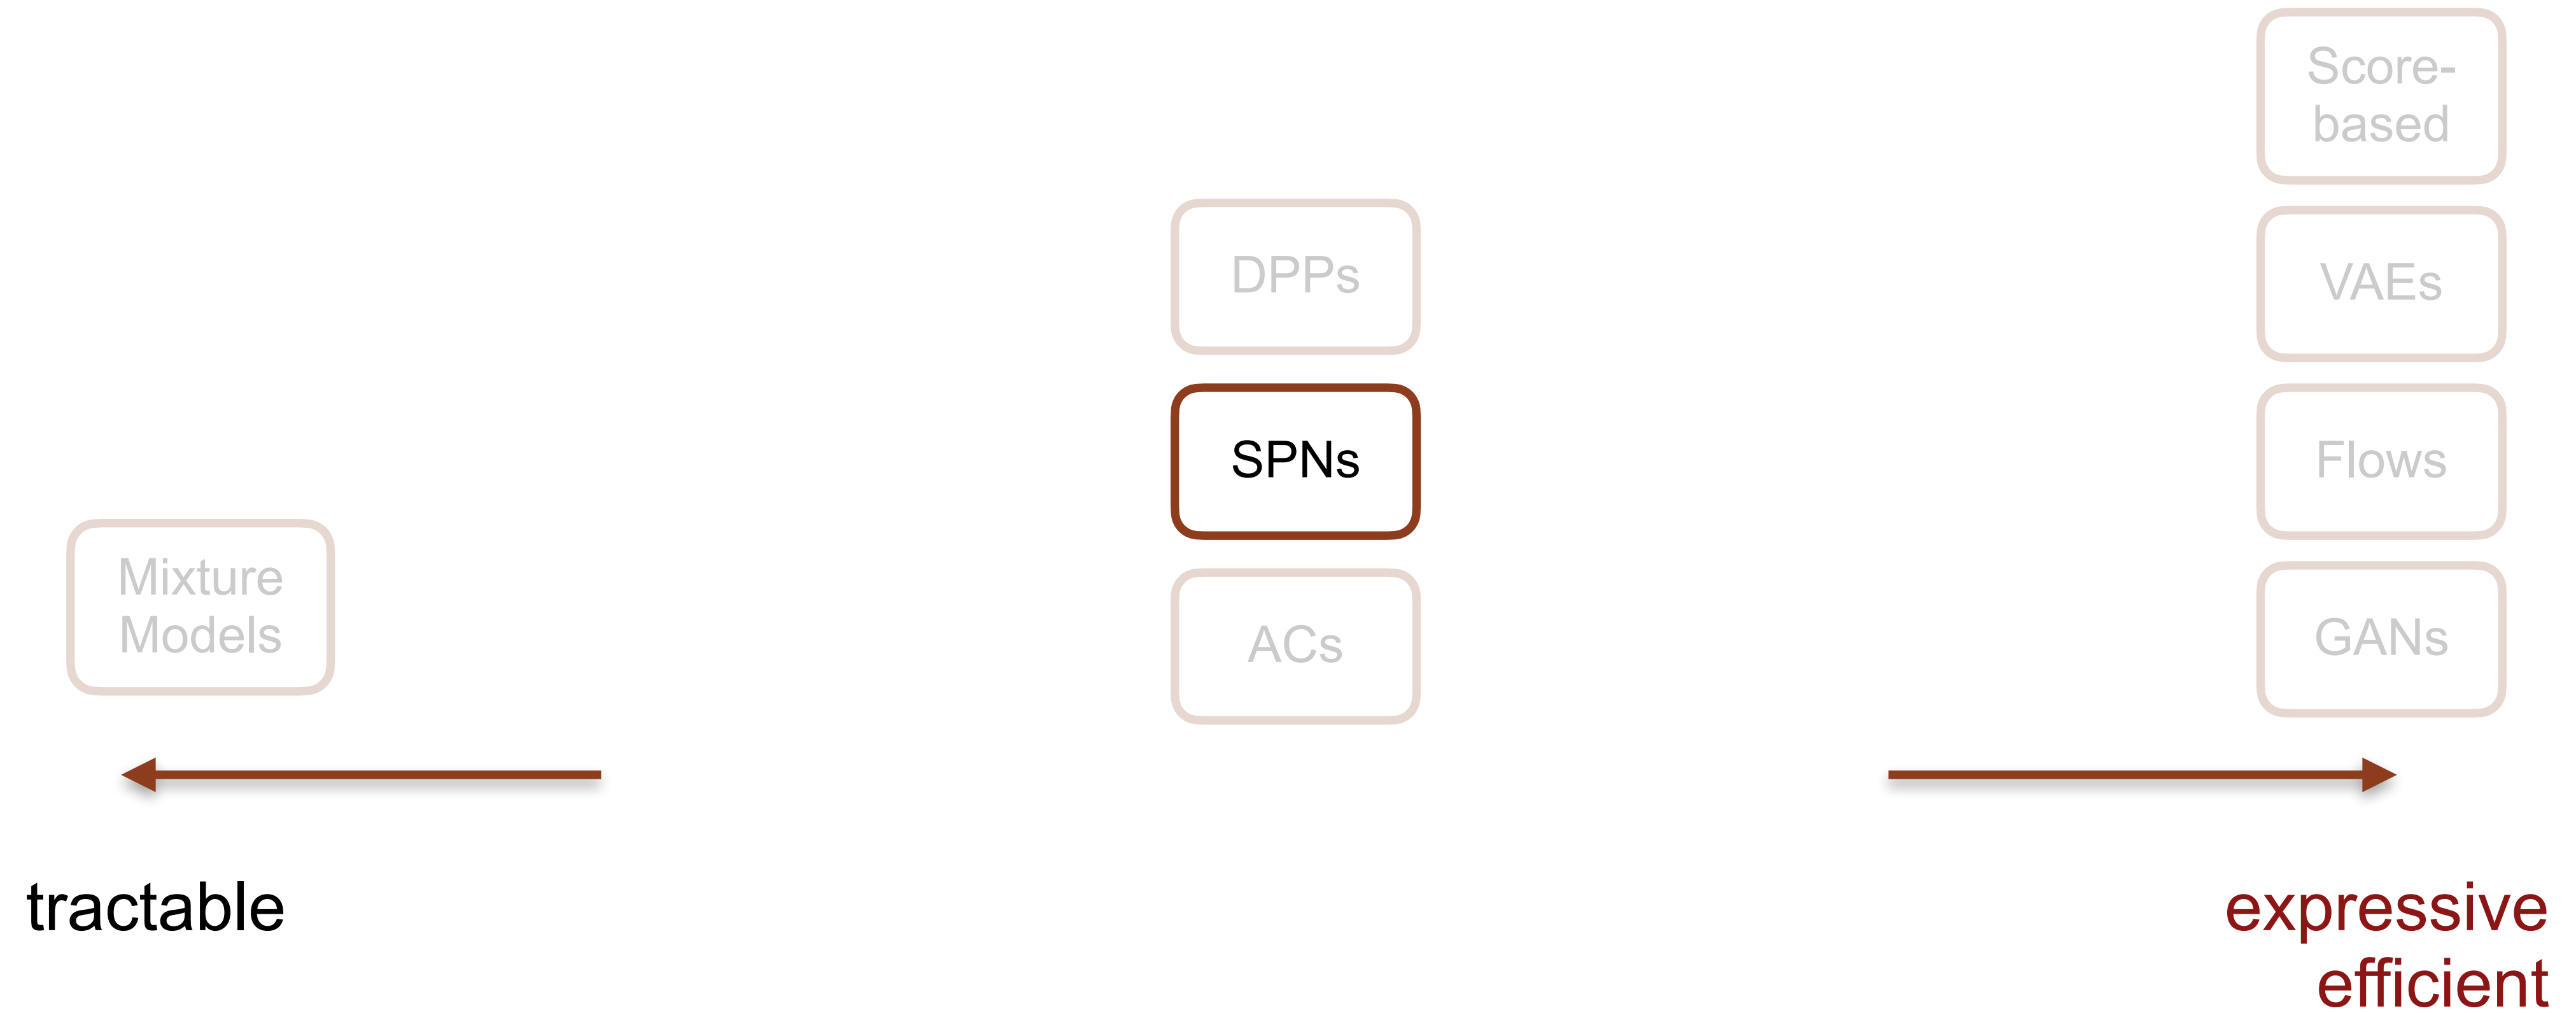 Score-
based
DPPs
VAEs
SPNs
Flows
Mixture
Models
ACs
GANs
tractable
expressive
efficient